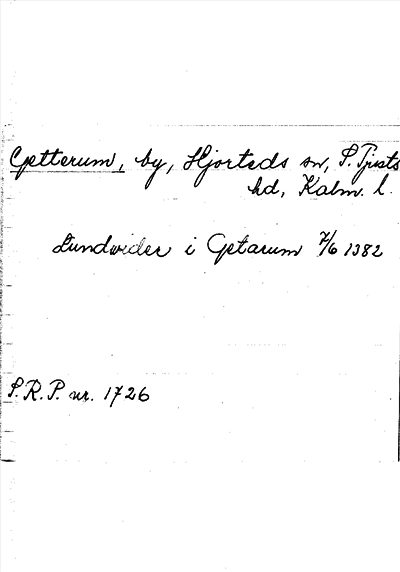 Getterum, by, Hjorteds sn, S. Tjusts
hd, Kalm. l.
Lundwider i Getarum 7/6 1382
S.R.P. nr. 1726